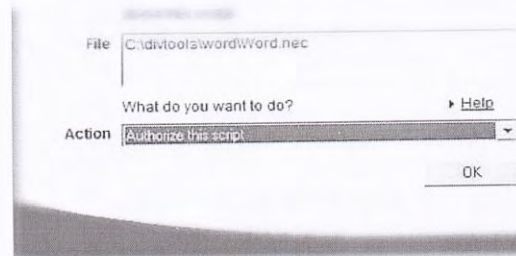 File C:\divtools\word\Word.nec
What do you want to do? Help
Action Authorize this script
OK